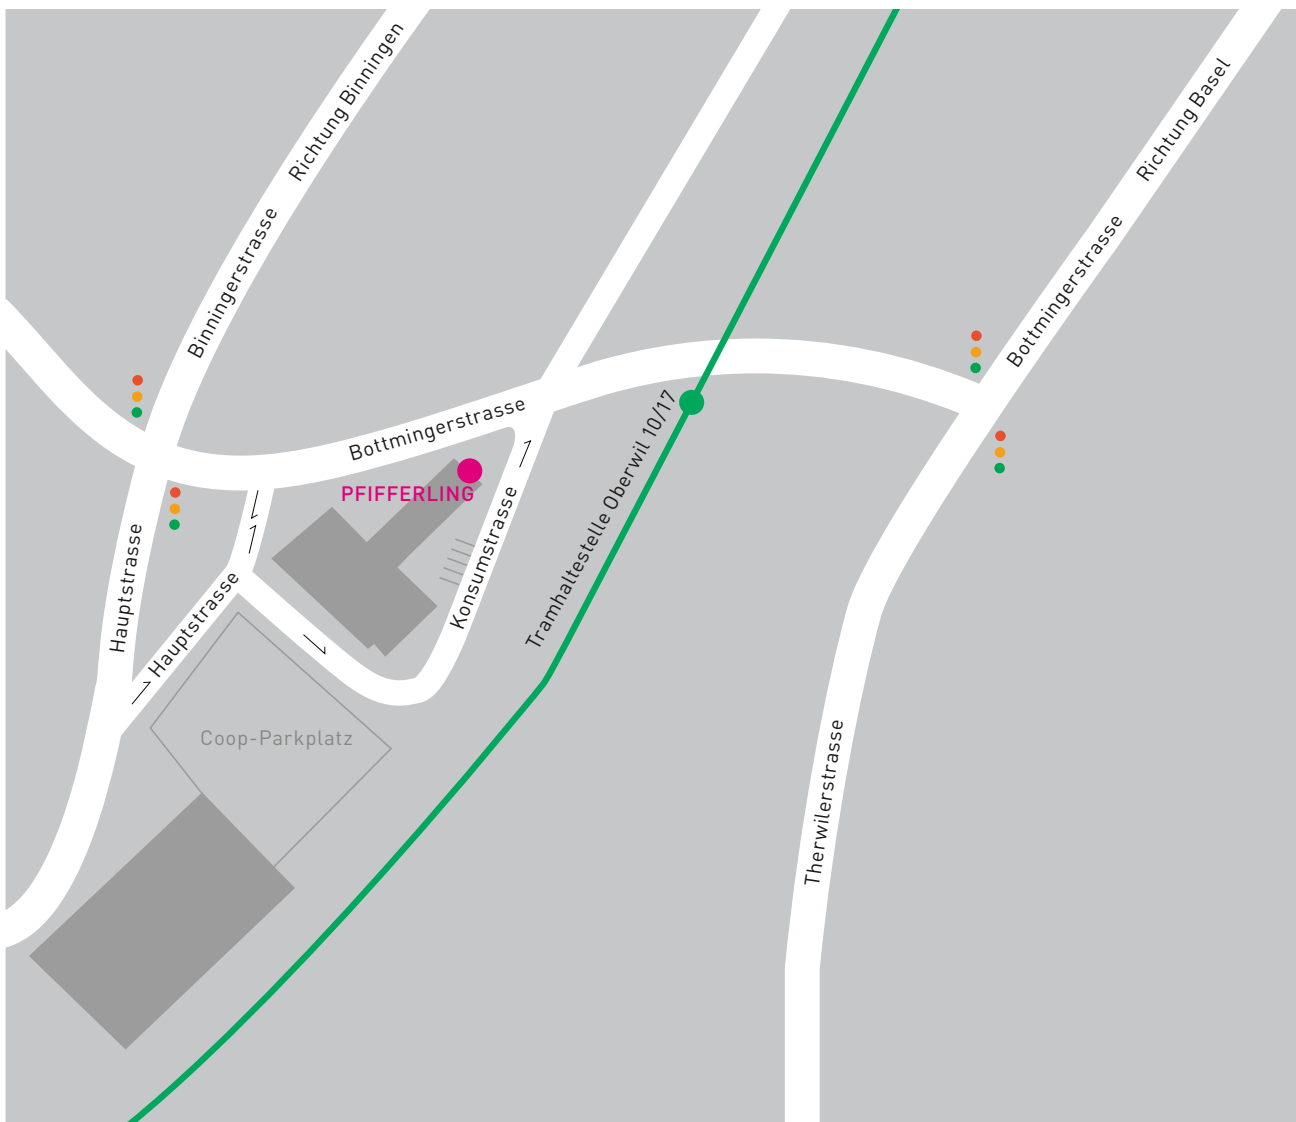 Richtung Binningen
Richtung Basel
Binningerstrasse
Bottmingerstrasse
Bottmingerstrasse
Tramhaltestelle Oberwil 10/17
PFIFFERLING
Konsumstrasse
Hauptstrasse
Hauptstrasse
Coop-Parkplatz
Therwilerstrasse